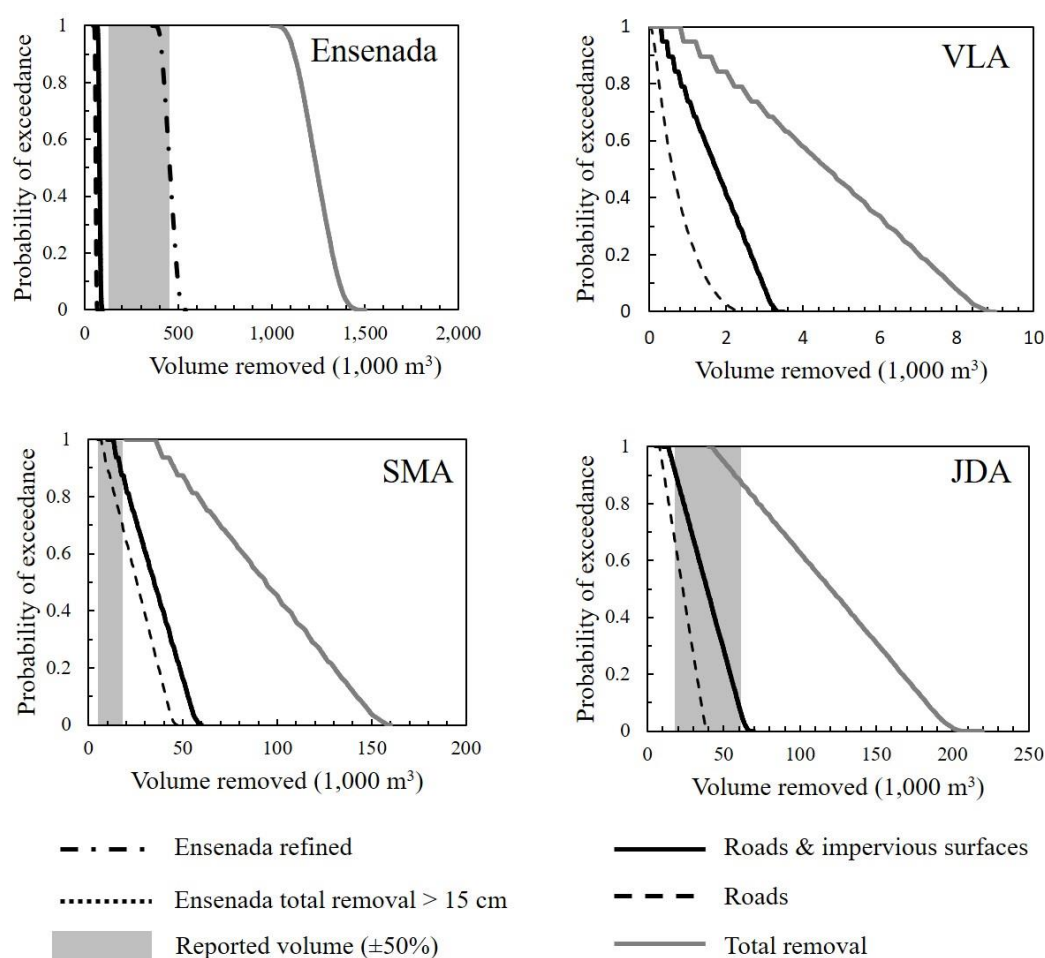 Ensenada
Probability of exceedance
1
0.8
0.6
0.4
0.2
0
0 500 1,000 1,500 2,000
Volume removed (1,000 m³)
VLA
Probability of exceedance
1
0.8
0.6
0.4
0.2
0
0 2 4 6 8 10
Volume removed (1,000 m³)
SMA
Probability of exceedance
1
0.8
0.6
0.4
0.2
0
0 50 100 150 200
Volume removed (1,000 m³)
JDA
Probability of exceedance
1
0.8
0.6
0.4
0.2
0
0 50 100 150 200 250
Volume removed (1,000 m³)
Ensenada refined
Ensenada total removal > 15 cm
Reported volume (±50%)
Roads & impervious surfaces
Roads
Total removal